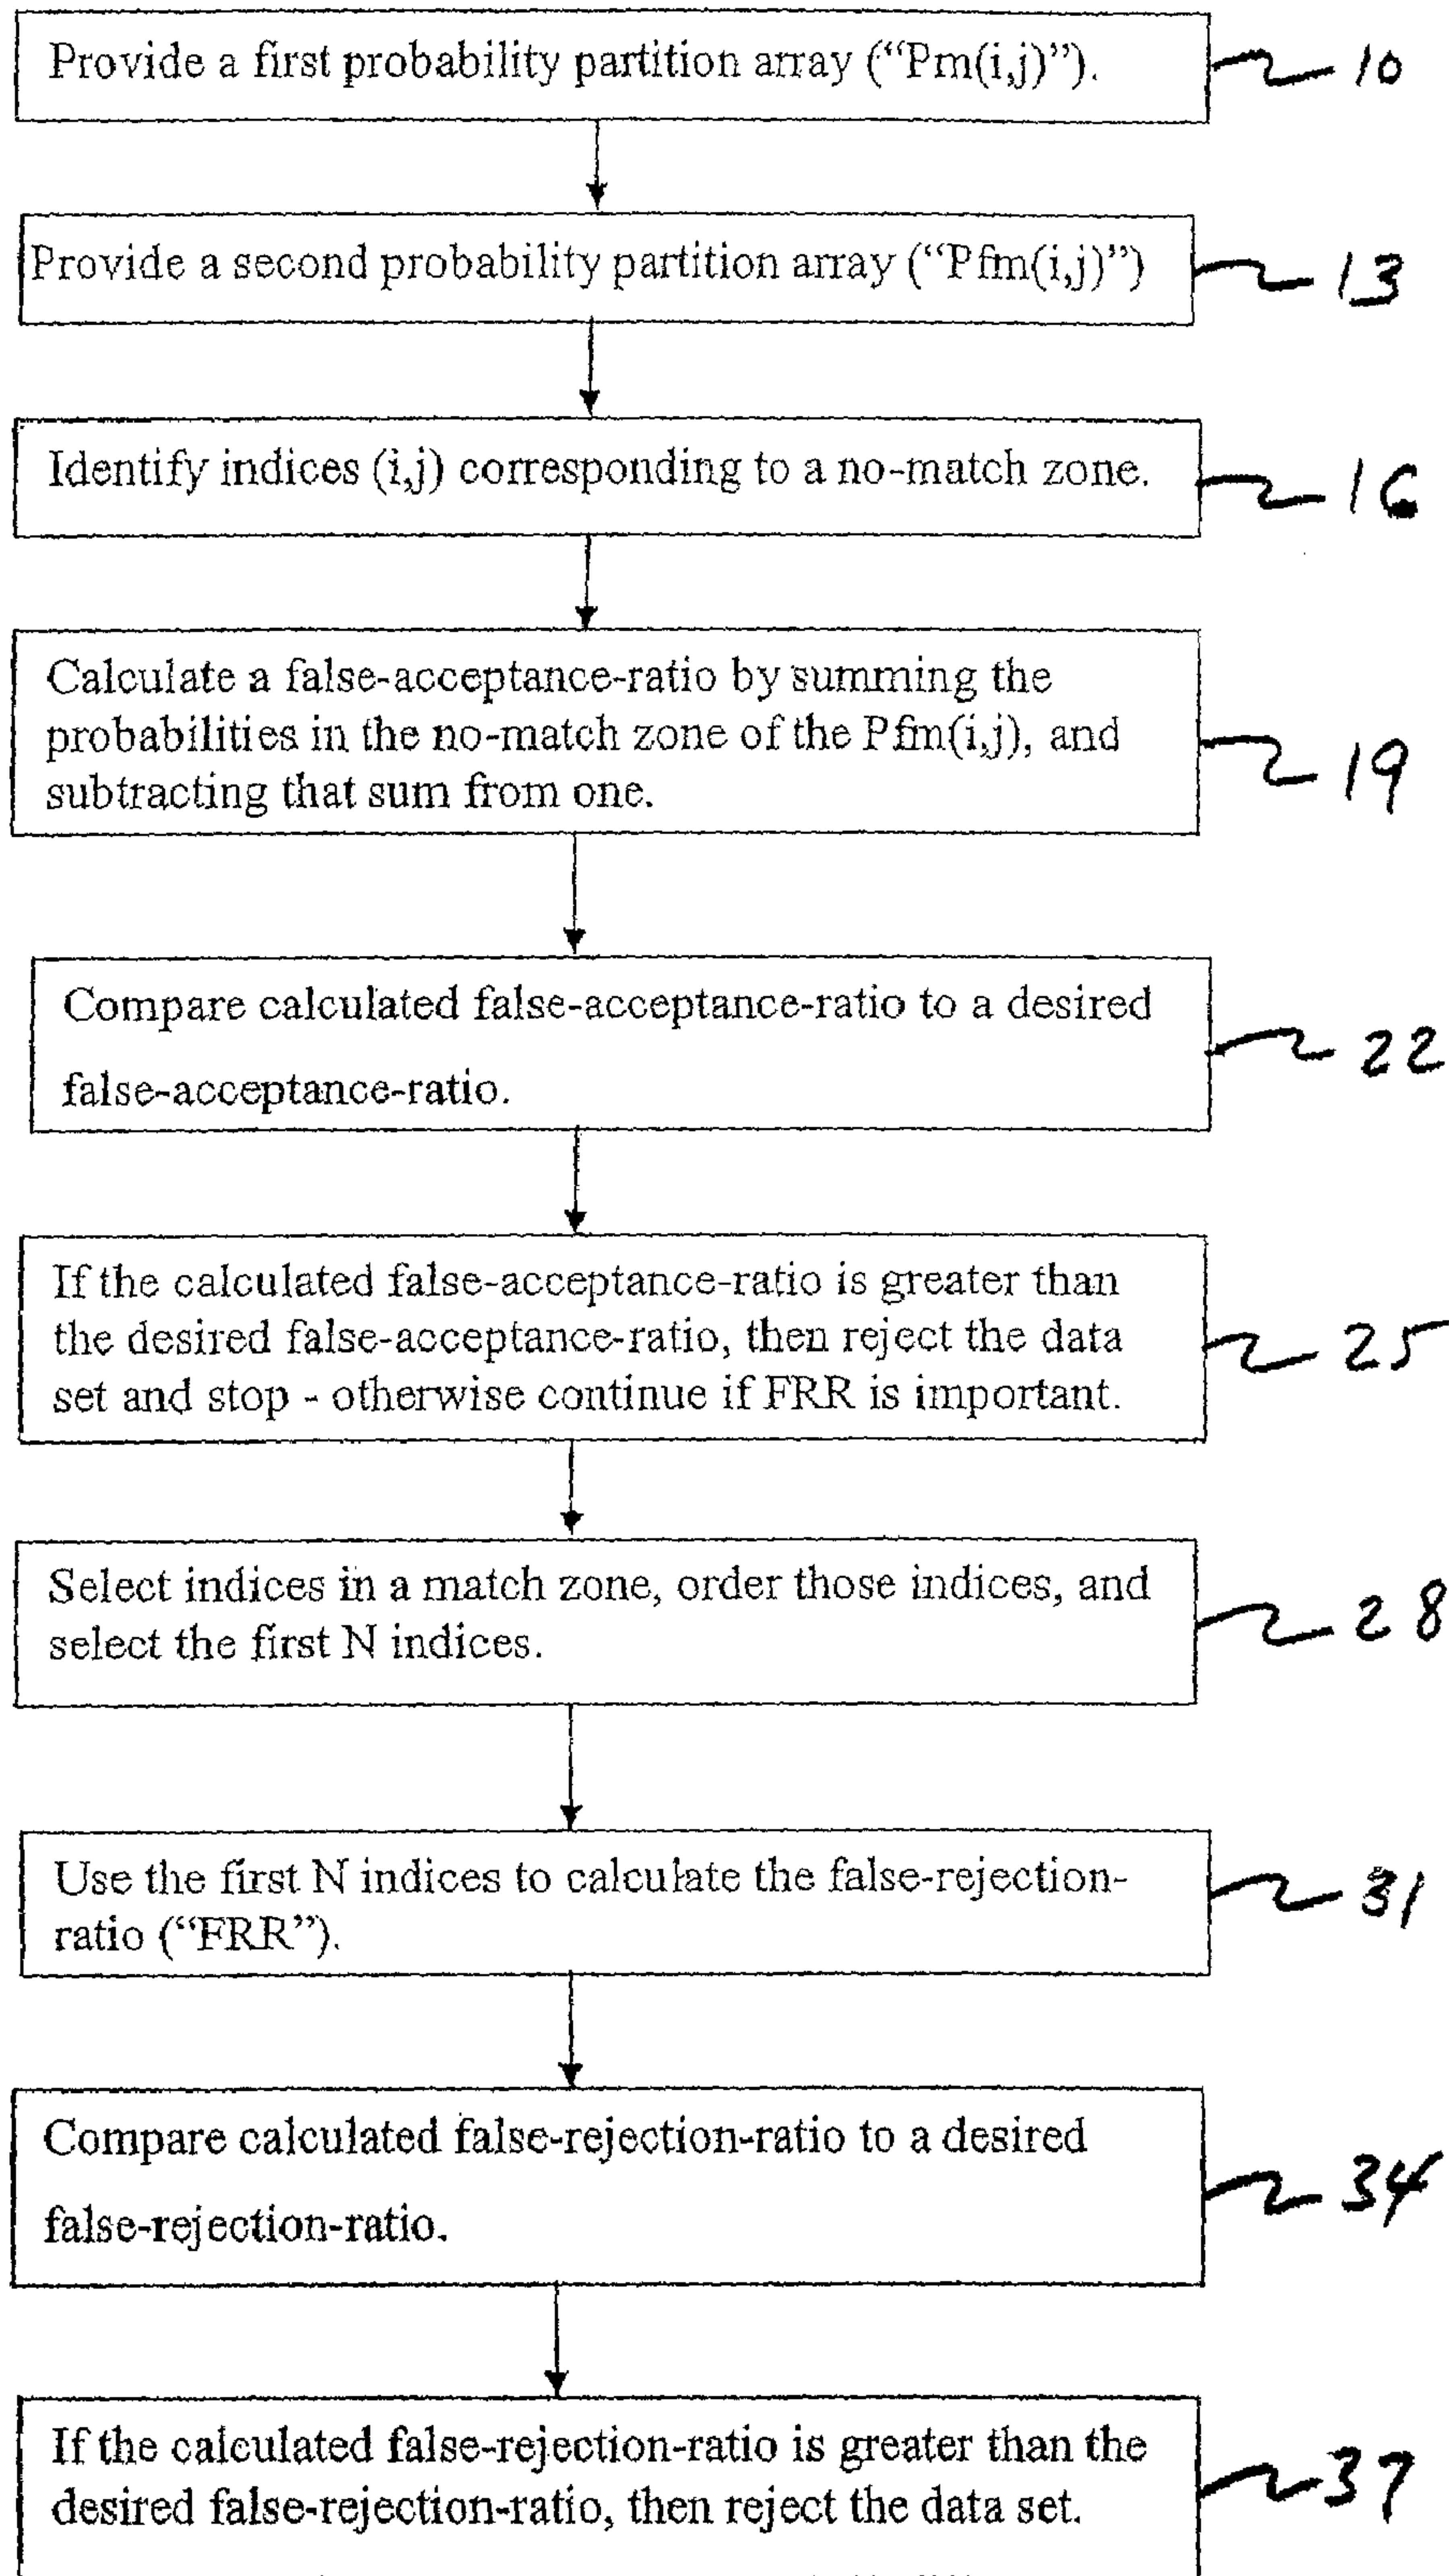 Provide a first probability partition array (“Pm(i,j)”).
10
Provide a second probability partition array (“Pfm(i,j)”)
13
Identify indices (i,j) corresponding to a no-match zone.
16
Calculate a false-acceptance-ratio by summing the
probabilities in the no-match zone of the Pfm(i,j), and
subtracting that sum from one.
19
Compare calculated false-acceptance-ratio to a desired
false-acceptance-ratio.
22
If the calculated false-acceptance-ratio is greater than
the desired false-acceptance-ratio, then reject the data
set and stop - otherwise continue if FRR is important.
25
Select indices in a match zone, order those indices, and
select the first N indices.
28
Use the first N indices to calculate the false-rejection-
ratio (“FRR”).
31
Compare calculated false-rejection-ratio to a desired
false-rejection-ratio.
34
If the calculated false-rejection-ratio is greater than the
desired false-rejection-ratio, then reject the data set.
37